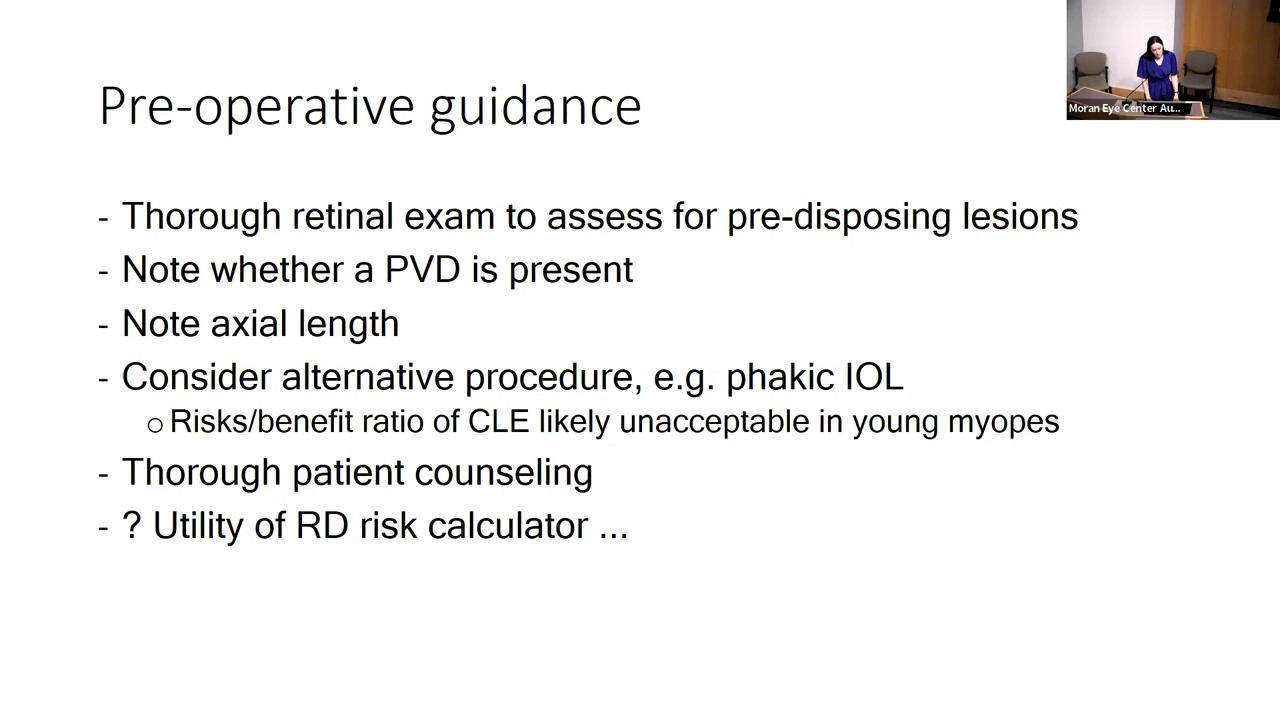 Pre-operative guidance
Moran Eye Center Au...
- Thorough retinal exam to assess for pre-disposing lesions
- Note whether a PVD is present
- Note axial length
- Consider alternative procedure, e.g. phakic IOL
o Risks/benefit ratio of CLE likely unacceptable in young myopes
- Thorough patient counseling
- ? Utility of RD risk calculator ...